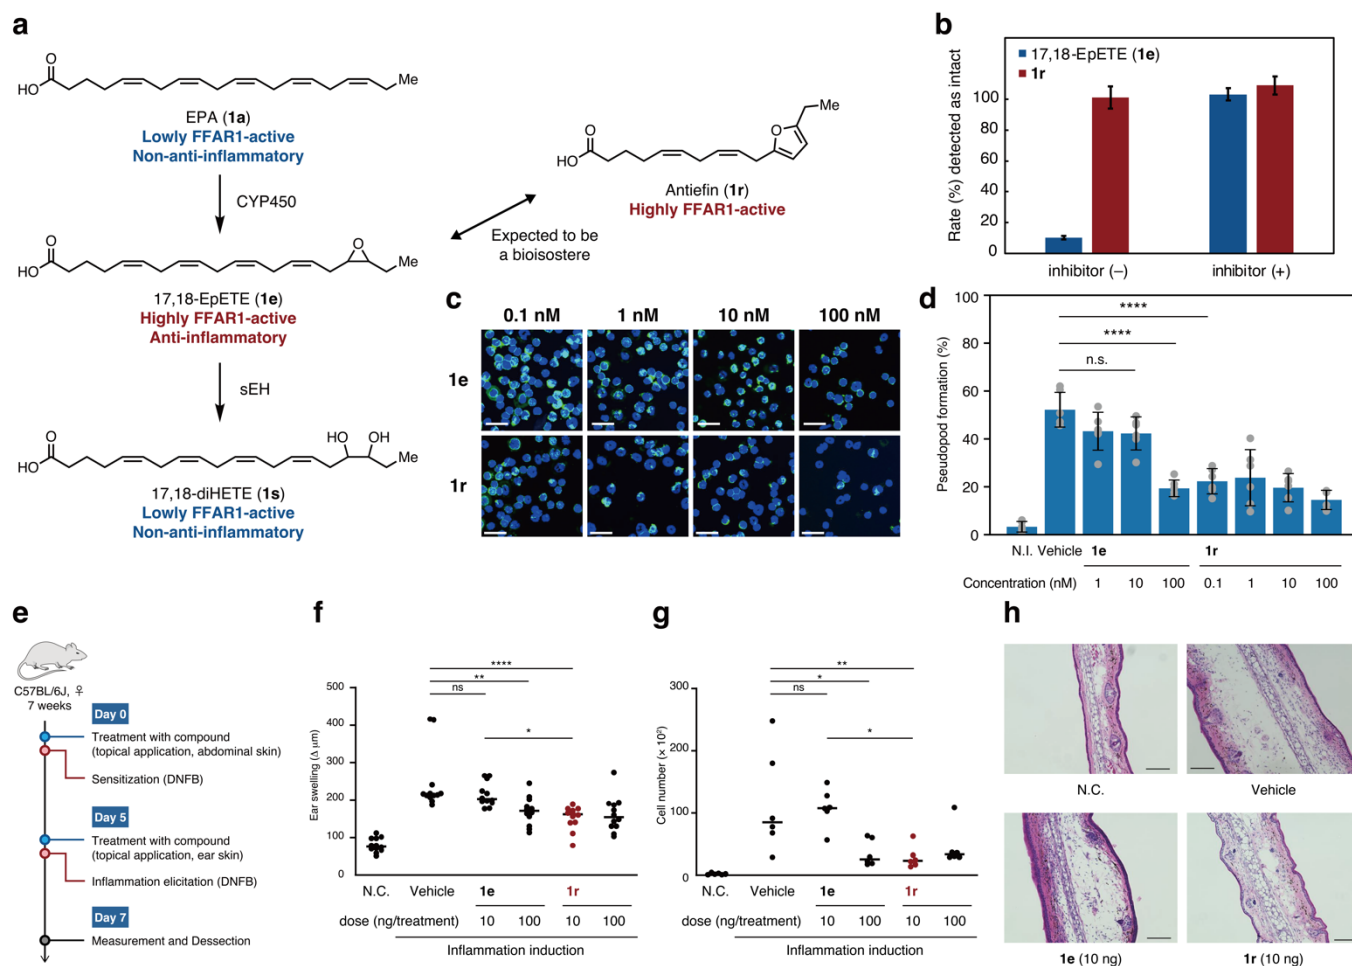 a
O
HO
Me
EPA (1a)
Lowly FFAR1-active
Non-anti-inflammatory
CYP450
O
HO
O
17,18-EpETE (1e)
Highly FFAR1-active
Anti-inflammatory
sEH
HO OH
O
HO
17,18-diHETE (1s)
Lowly FFAR1-active
Non-anti-inflammatory
Me
O
O
HO
Antiefin (1r)
Highly FFAR1-active
Expected to be
a bioisostere
b
17,18-EpETE (1e)
1r
Rate (%) detected as intact
100
80
60
40
20
0
inhibitor (−)
inhibitor (+)
c
0.1 nM 1 nM 10 nM 100 nM
1e
1r
d
Pseudopod formation (%)
100
80
60
40
20
0
****
****
n.s.
N.I. Vehicle 1e 1r
Concentration (nM) 1 10 100 0.1 1 10 100
e
C57BL/6J, ♀
7 weeks
Day 0
Treatment with compound
(topical application, abdominal skin)
Sensitization (DNFB)
Day 5
Treatment with compound
(topical application, ear skin)
Inflammation elicitation (DNFB)
Day 7
Measurement and Dessection
f
Ear swelling (Δ μm)
500
400
300
200
100
0
****
**
ns
*
N.C. Vehicle 1e 1r
dose (ng/treatment) 10 100 10 100
Inflammation induction
g
Cell number (× 10²)
300
200
100
0
**
*
ns
*
N.C. Vehicle 1e 1r
dose (ng/treatment) 10 100 10 100
Inflammation induction
h
N.C. Vehicle
1e (10 ng) 1r (10 ng)